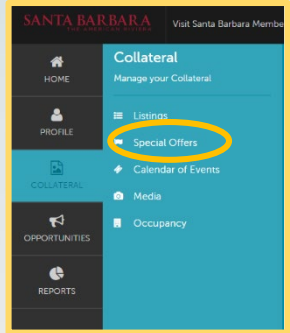 SANTA BARBARA
THE AMERICAN RIVIERA
Visit Santa Barbara Membe
HOME
PROFILE
COLLATERAL
OPPORTUNITIES
REPORTS
Collateral
Manage your Collateral
Listings
Special Offers
Calendar of Events
Media
Occupancy